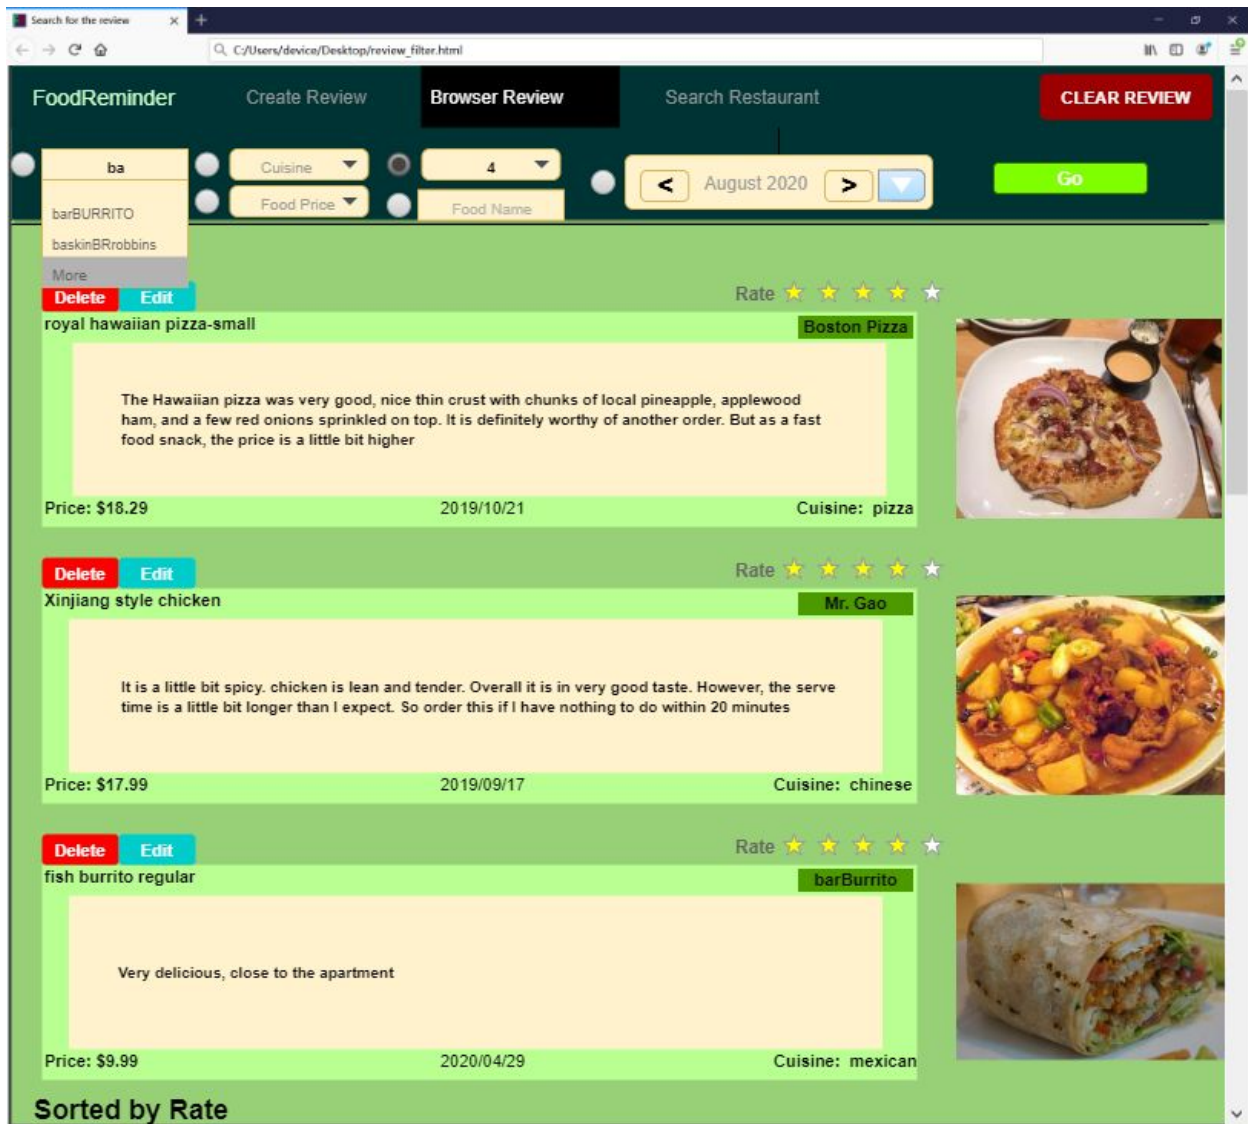 Search for the review
C:/Users/device/Desktop/review_filter.html
FoodReminder Create Review Browser Review Search Restaurant CLEAR REVIEW
ba Cuisine 4 < August 2020 > Go
Food Price Food Name
barBURRITO
baskinBRrobbins
More
Delete Edit Rate
royal hawaiian pizza-small Boston Pizza
The Hawaiian pizza was very good, nice thin crust with chunks of local pineapple, applewood
ham, and a few red onions sprinkled on top. It is definitely worthy of another order. But as a fast
food snack, the price is a little bit higher
Price: $18.29 2019/10/21 Cuisine: pizza
Delete Edit Rate
Xinjiang style chicken Mr. Gao
It is a little bit spicy. chicken is lean and tender. Overall it is in very good taste. However, the serve
time is a little bit longer than I expect. So order this if I have nothing to do within 20 minutes
Price: $17.99 2019/09/17 Cuisine: chinese
Delete Edit Rate
fish burrito regular barBurrito
Very delicious, close to the apartment
Price: $9.99 2020/04/29 Cuisine: mexican
Sorted by Rate